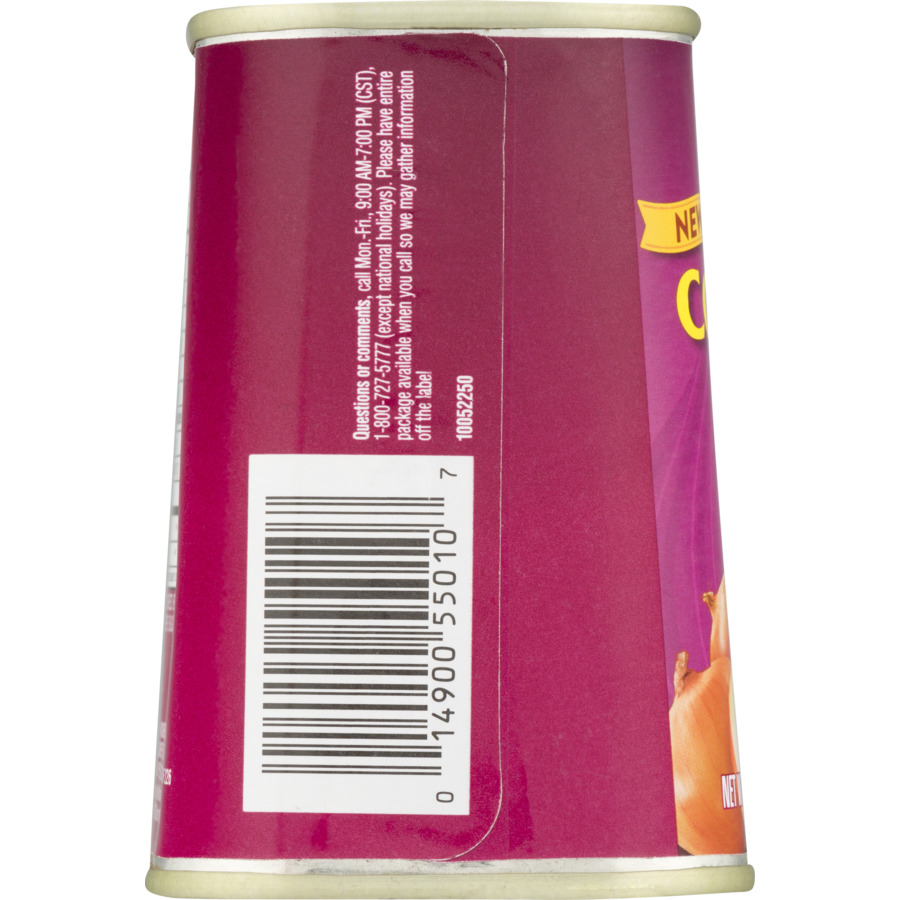 Questions or comments, call Mon.-Fri., 9:00 AM-7:00 PM (CST),
1-800-727-5777 (except national holidays). Please have entire
package available when you call so we may gather information
off the label
10052250
0 14900 55010 7
NET